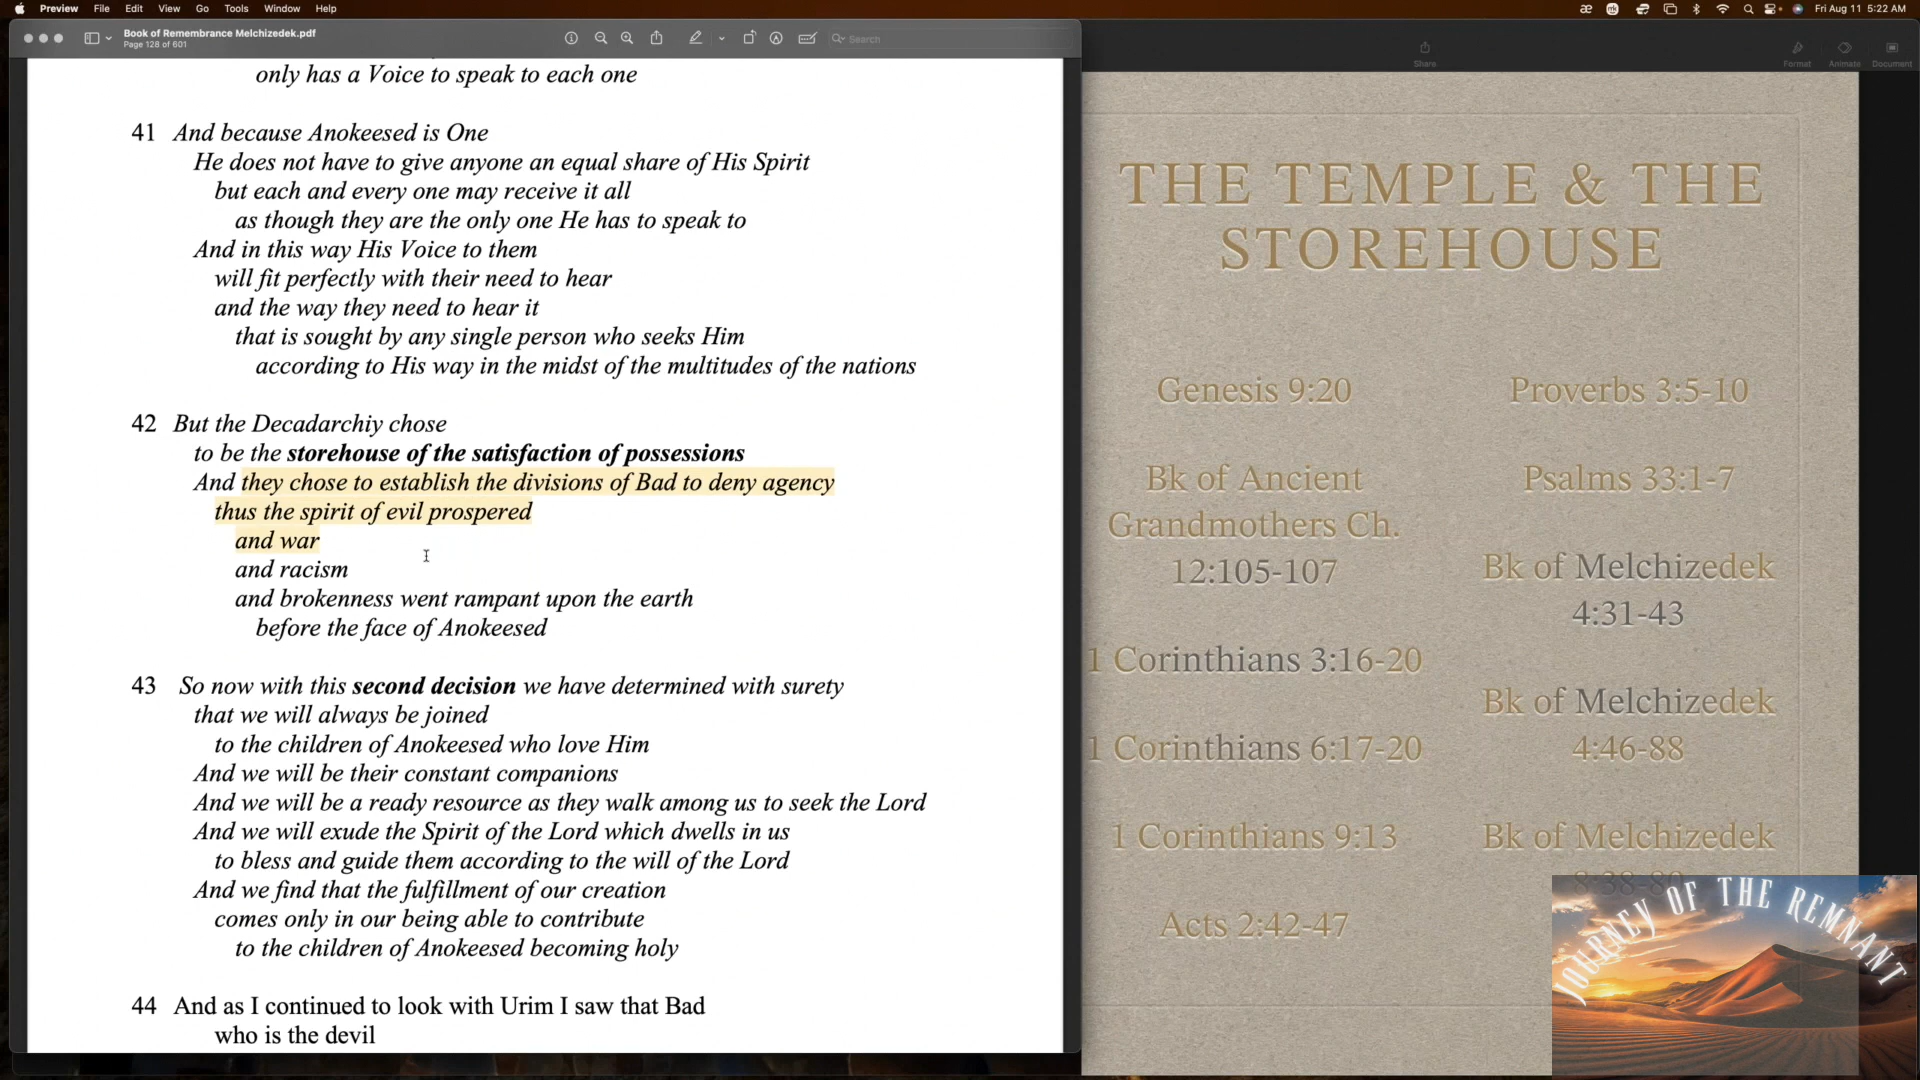 Preview File Edit View Go Tools Window Help
Fri Aug 11 5:22 AM
Book of Remembrance Melchizedek.pdf
Page 128 of 601
Search
only has a Voice to speak to each one
41 And because Anokeesed is One
He does not have to give anyone an equal share of His Spirit
but each and every one may receive it all
as though they are the only one He has to speak to
And in this way His Voice to them
will fit perfectly with their need to hear
and the way they need to hear it
that is sought by any single person who seeks Him
according to His way in the midst of the multitudes of the nations
42 But the Decadarchiy chose
to be the storehouse of the satisfaction of possessions
And they chose to establish the divisions of Bad to deny agency
thus the spirit of evil prospered
and war
and racism
and brokenness went rampant upon the earth
before the face of Anokeesed
43 So now with this second decision we have determined with surety
that we will always be joined
to the children of Anokeesed who love Him
And we will be their constant companions
And we will be a ready resource as they walk among us to seek the Lord
And we will exude the Spirit of the Lord which dwells in us
to bless and guide them according to the will of the Lord
And we find that the fulfillment of our creation
comes only in our being able to contribute
to the children of Anokeesed becoming holy
44 And as I continued to look with Urim I saw that Bad
who is the devil
Share
Format Animate Document
THE TEMPLE & THE
STOREHOUSE
Genesis 9:20
Bk of Ancient
Grandmothers Ch.
12:105-107
1 Corinthians 3:16-20
1 Corinthians 6:17-20
1 Corinthians 9:13
Acts 2:42-47
Proverbs 3:5-10
Psalms 33:1-7
Bk of Melchizedek
4:31-43
Bk of Melchizedek
4:46-88
Bk of Melchizedek
8:38-80
JOURNEY OF THE REMNANT